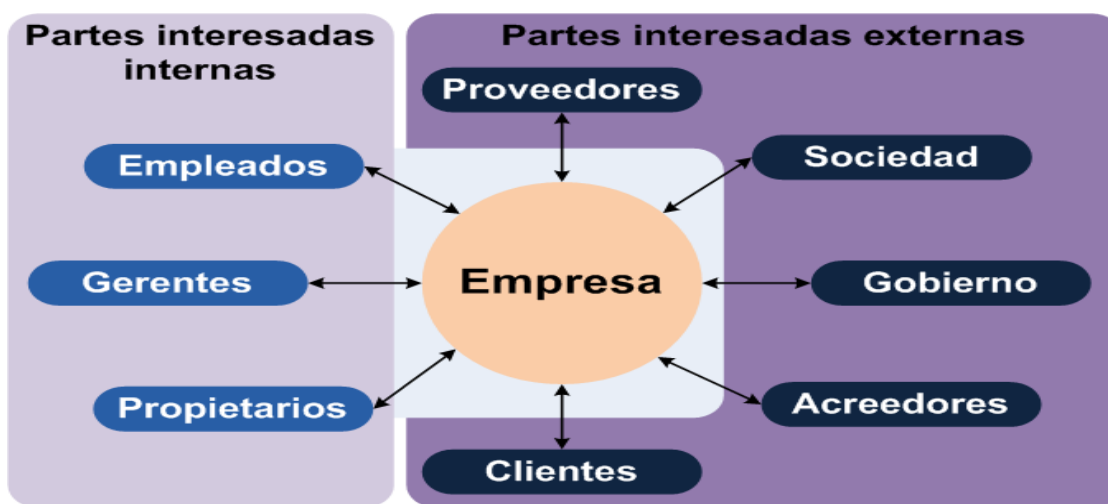 Partes interesadas
internas
Partes interesadas externas
Proveedores
Empleados
Sociedad
Gerentes
Empresa
Gobierno
Propietarios
Acreedores
Clientes